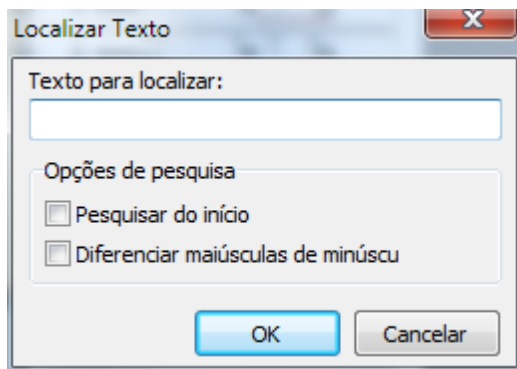 Localizar Texto
Texto para localizar:
Opções de pesquisa
Pesquisar do início
Diferenciar maiúsculas de minúscu
OK Cancelar